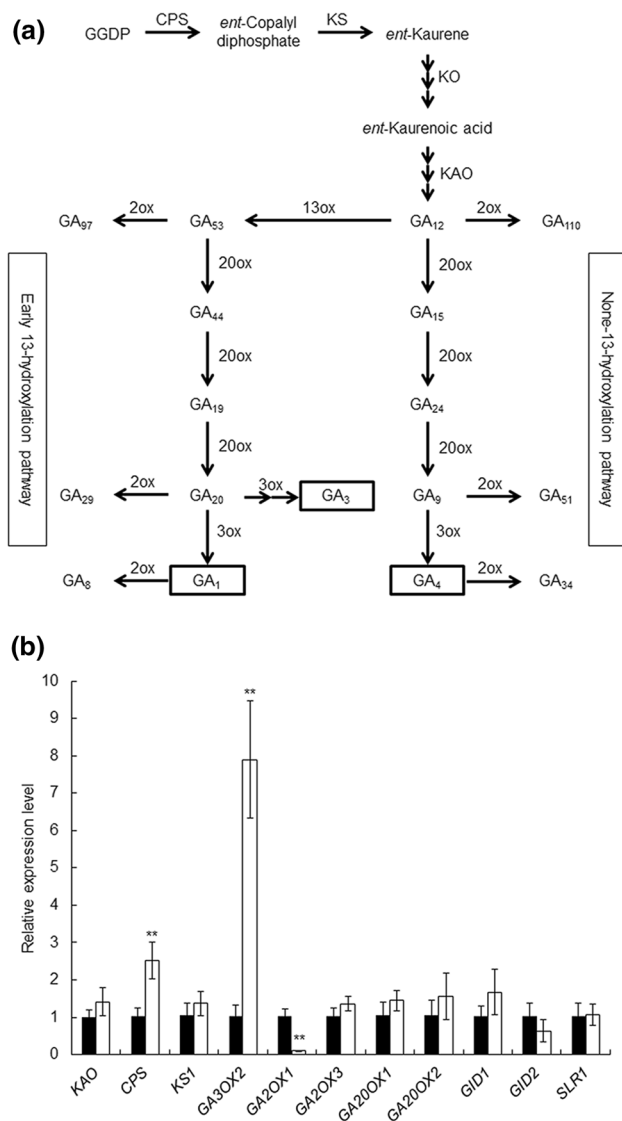 (a)
GGDP
CPS
ent-Copalyl
diphosphate
KS
ent-Kaurene
KO
ent-Kaurenoic acid
KAO
GA97
2ox
GA53
13ox
GA12
2ox
GA110
20ox
20ox
GA44
GA15
20ox
20ox
GA19
GA24
20ox
20ox
GA29
2ox
GA20
3ox
GA3
GA9
2ox
GA51
3ox
3ox
GA8
2ox
GA1
GA4
2ox
GA34
Early 13-hydroxylation pathway
None-13-hydroxylation pathway
(b)
Relative expression level
10
9
8
7
6
5
4
3
2
1
0
**
**
**
KAO
CPS
KS1
GA3OX2
GA2OX1
GA2OX3
GA20OX1
GA20OX2
GID1
GID2
SLR1